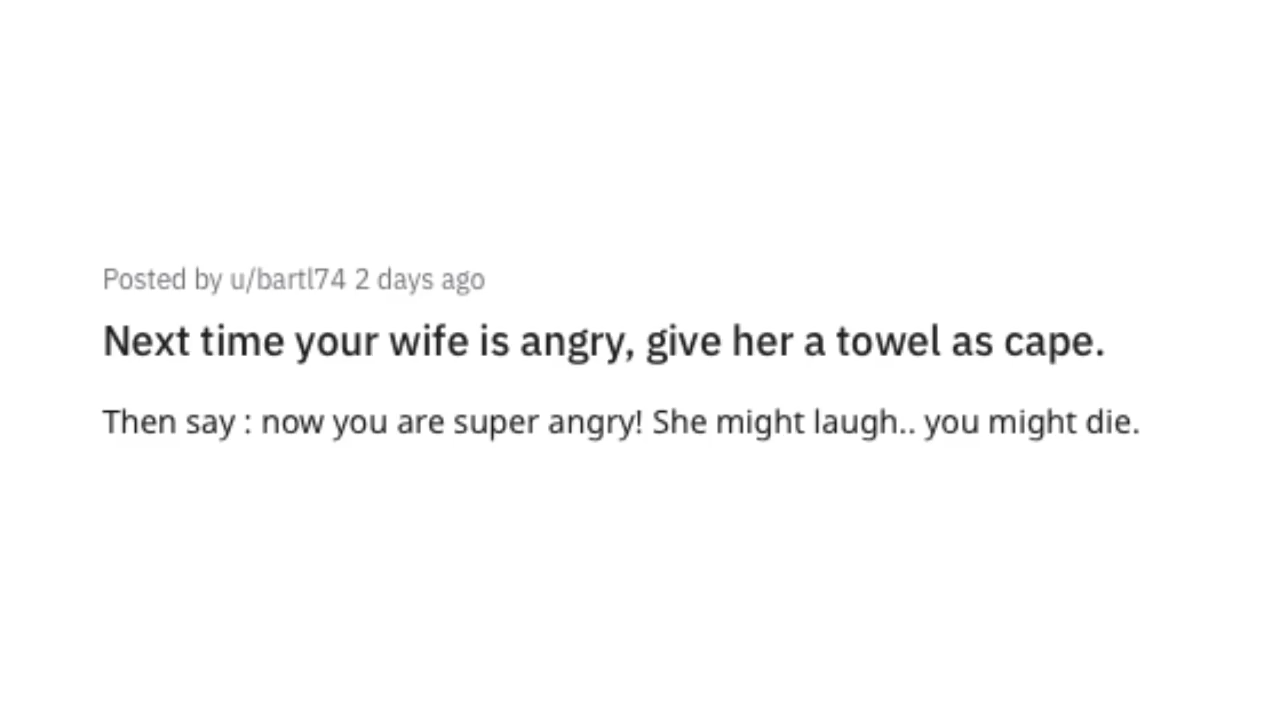 Posted by u/bartl74 2 days ago
Next time your wife is angry, give her a towel as cape.
Then say : now you are super angry! She might laugh.. you might die.